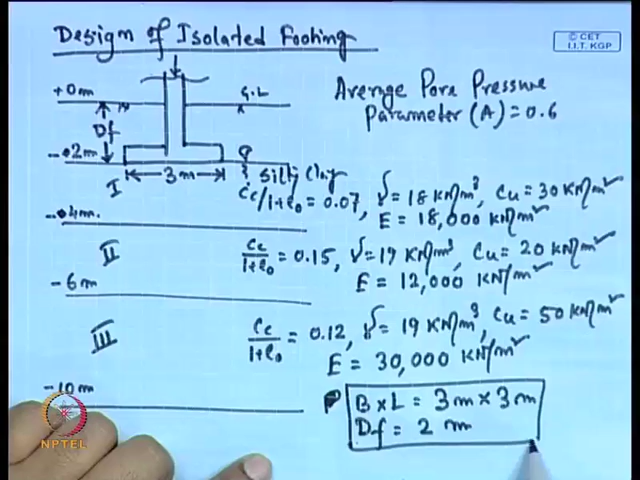 Design of Isolated Footing
© CET
I.I.T. KGP
+0m
G.L
Average Pore Pressure
Parameter (A) = 0.6
Df
-02m
3m
I
Silty clay
Cc/1+e0 = 0.07, γ = 18 kN/m³, Cu = 30 kN/m²
E = 18,000 kN/m²
-04m.
II
Cc/1+e0 = 0.15, γ = 19 kN/m³, Cu = 20 kN/m²
E = 12,000 kN/m²
-6m
III
Cc/1+e0 = 0.12, γ = 19 kN/m³, Cu = 50 kN/m²
E = 30,000 kN/m²
-10m
B x L = 3m x 3m
Df = 2 m
NPTEL